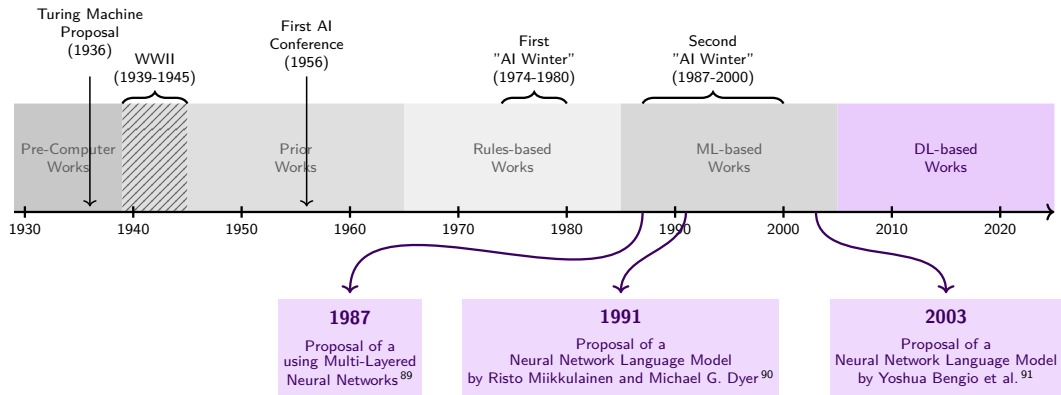 Turing Machine
Proposal
(1936)
WWII
(1939-1945)
First AI
Conference
(1956)
First
"AI Winter"
(1974-1980)
Second
"AI Winter"
(1987-2000)
Pre-Computer
Works
Prior
Works
Rules-based
Works
ML-based
Works
DL-based
Works
1930
1940
1950
1960
1970
1980
1990
2000
2010
2020
1987
Proposal of a
using Multi-Layered
Neural Networks 89
1991
Proposal of a
Neural Network Language Model
by Risto Miikkulainen and Michael G. Dyer 90
2003
Proposal of a
Neural Network Language Model
by Yoshua Bengio et al. 91